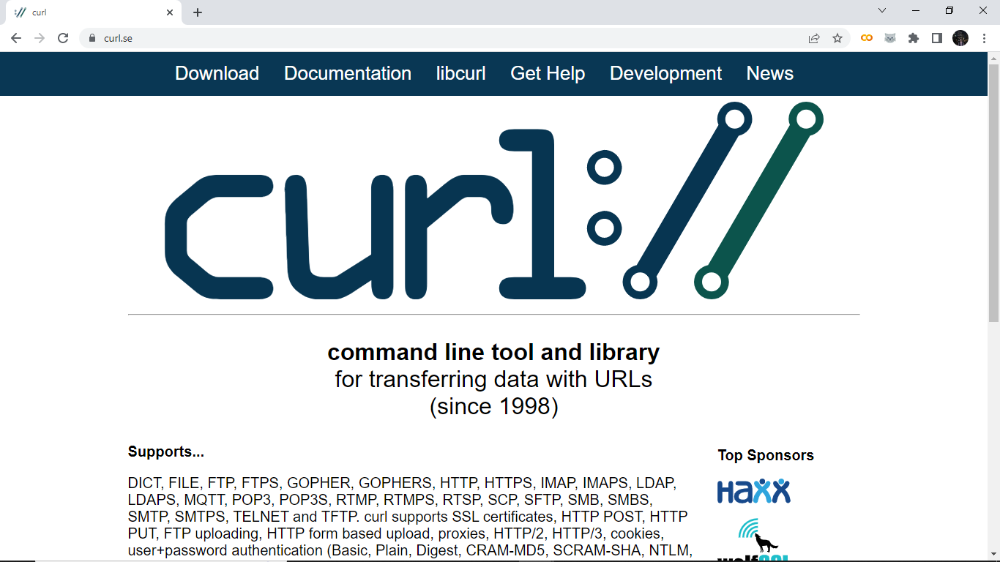 curl
curl.se
Download Documentation libcurl Get Help Development News
curl://
command line tool and library
for transferring data with URLs
(since 1998)
Supports...
DICT, FILE, FTP, FTPS, GOPHER, GOPHERS, HTTP, HTTPS, IMAP, IMAPS, LDAP,
LDAPS, MQTT, POP3, POP3S, RTMP, RTMPS, RTSP, SCP, SFTP, SMB, SMBS,
SMTP, SMTPS, TELNET and TFTP. curl supports SSL certificates, HTTP POST, HTTP
PUT, FTP uploading, HTTP form based upload, proxies, HTTP/2, HTTP/3, cookies,
user+password authentication (Basic, Plain, Digest, CRAM-MD5, SCRAM-SHA, NTLM,
Top Sponsors
HAXX